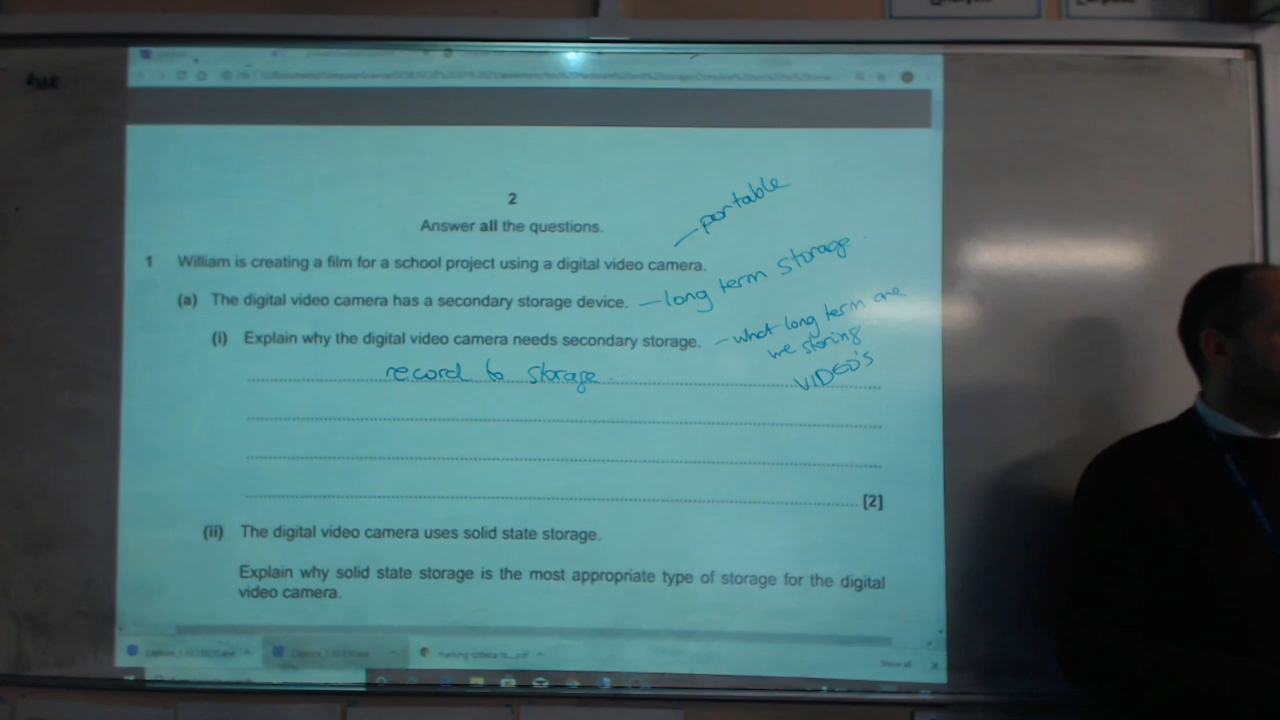 2
Answer all the questions.
portable
1 William is creating a film for a school project using a digital video camera.
(a) The digital video camera has a secondary storage device. – long term storage
(i) Explain why the digital video camera needs secondary storage. – what long term are
we storing
VIDEO'S
record to storage.
[2]
(ii) The digital video camera uses solid state storage.
Explain why solid state storage is the most appropriate type of storage for the digital
video camera.
Show all